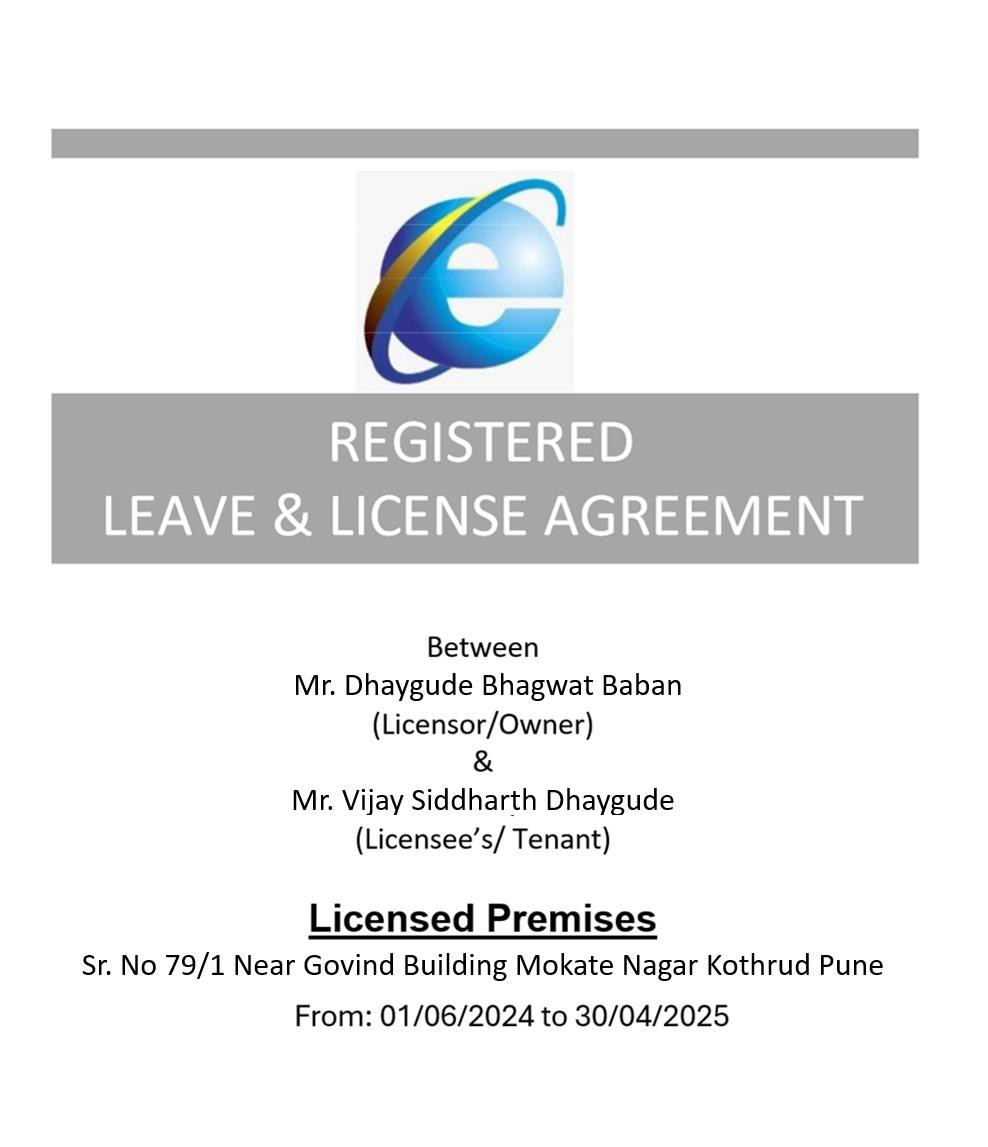 REGISTERED
LEAVE & LICENSE AGREEMENT
Between
Mr. Dhaygude Bhagwat Baban
(Licensor/Owner)
&
Mr. Vijay Siddharth Dhaygude
(Licensee’s/ Tenant)
Licensed Premises
Sr. No 79/1 Near Govind Building Mokate Nagar Kothrud Pune
From: 01/06/2024 to 30/04/2025